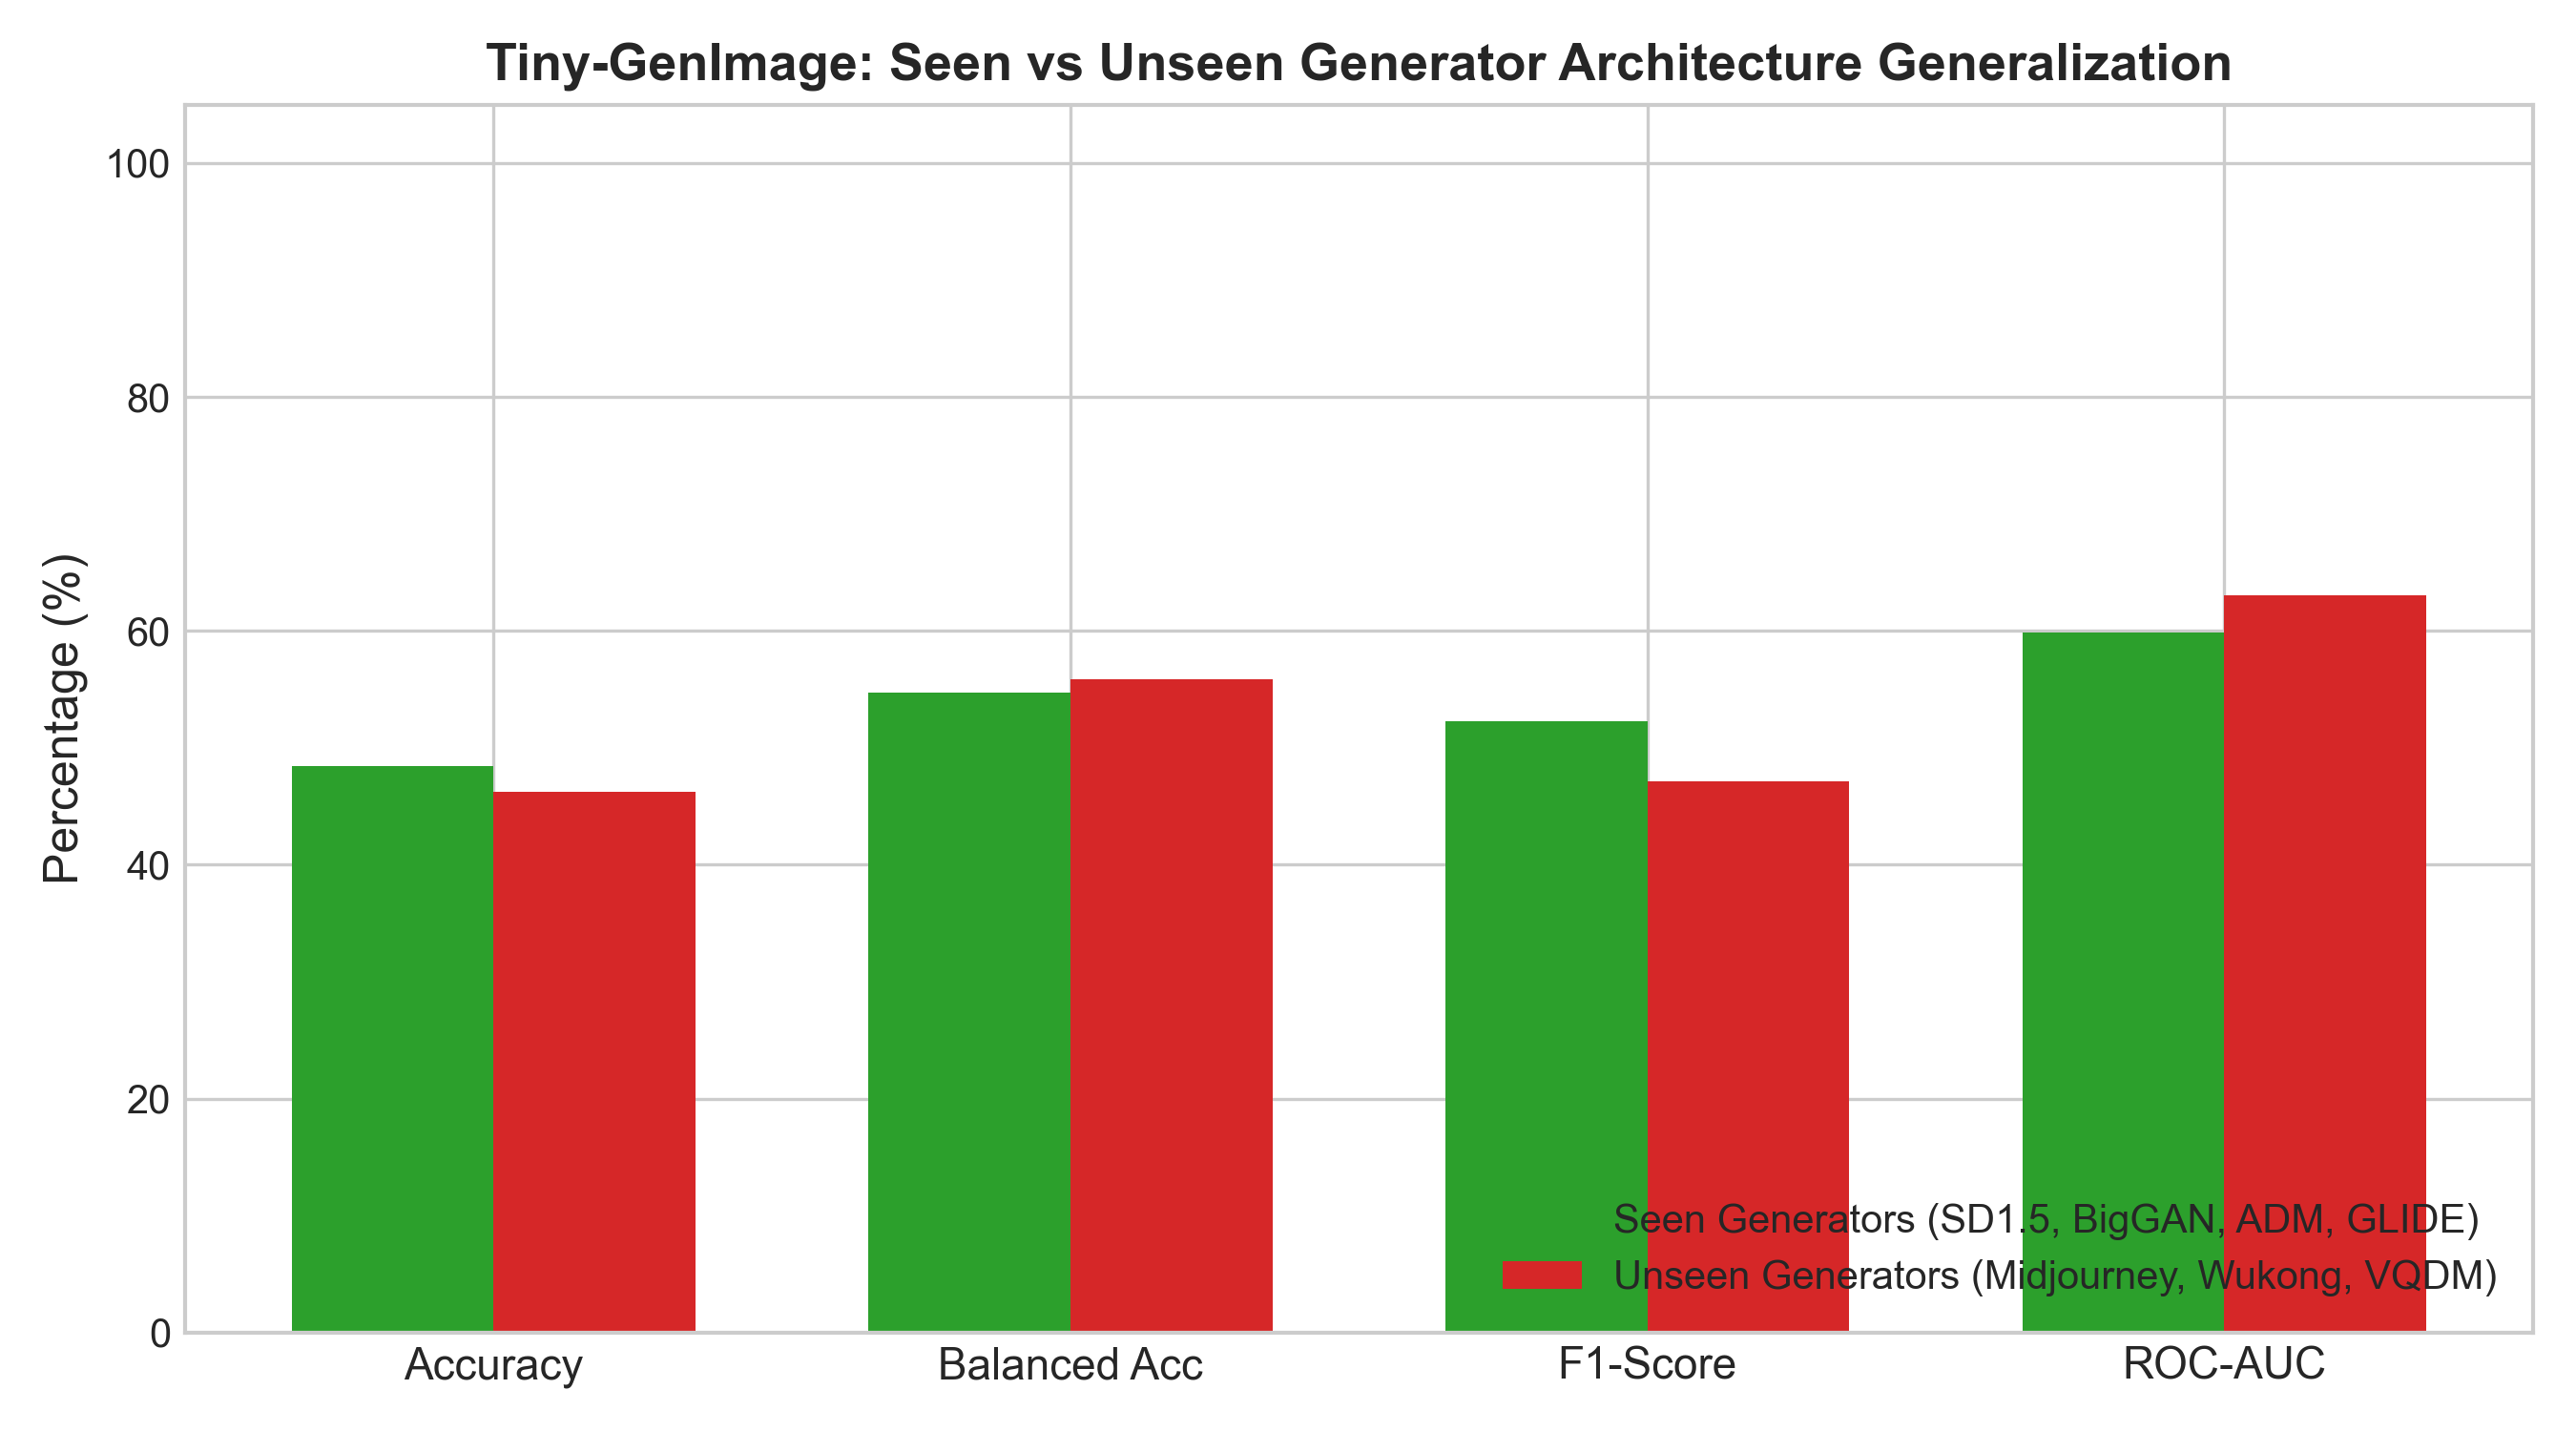 Tiny-GenImage: Seen vs Unseen Generator Architecture Generalization
Percentage (%)
100
80
60
40
20
0
Seen Generators (SD1.5, BigGAN, ADM, GLIDE)
Unseen Generators (Midjourney, Wukong, VQDM)
Accuracy
Balanced Acc
F1-Score
ROC-AUC